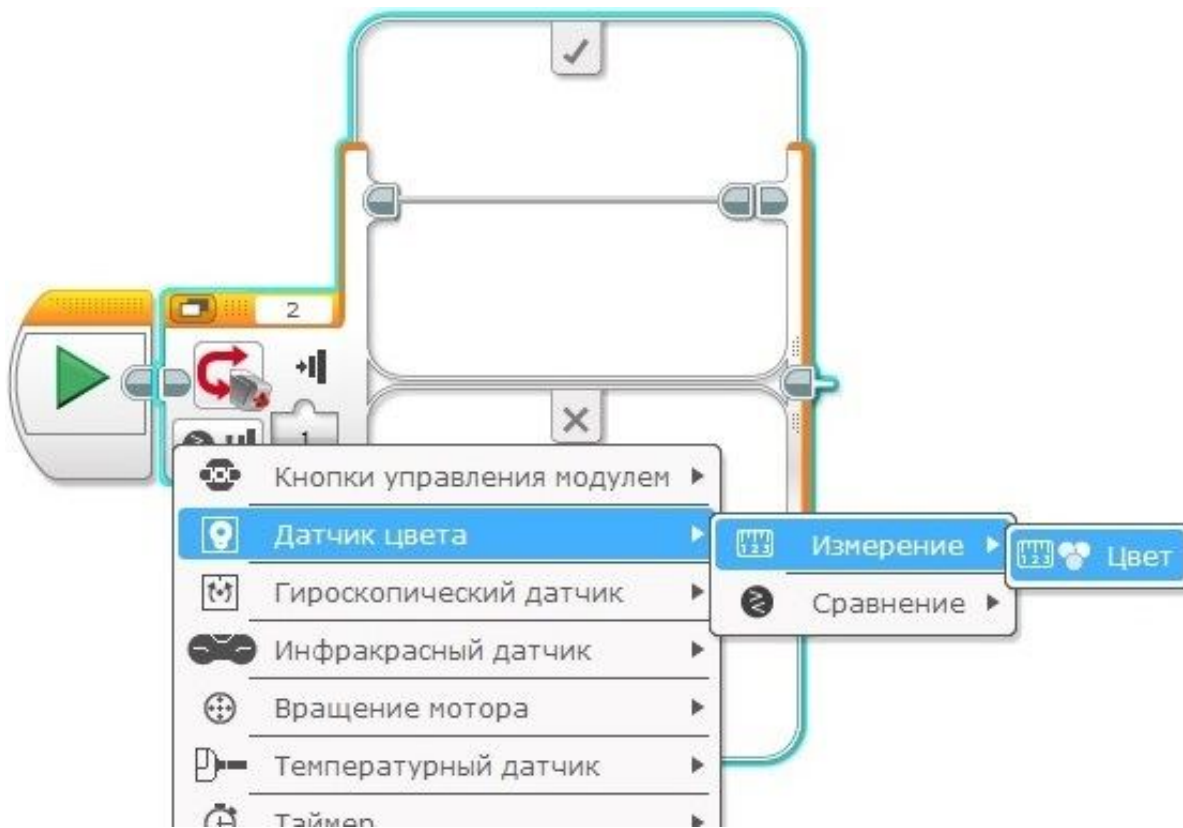 2
1
Кнопки управления модулем
Датчик цвета
Измерение
Цвет
Гироскопический датчик
Сравнение
Инфракрасный датчик
Вращение мотора
Температурный датчик
Таймер